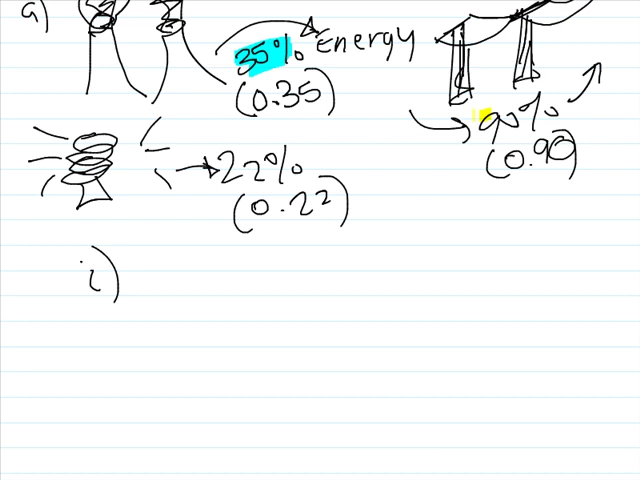 a)
35% Energy
(0.35)
90%
(0.90)
22%
(0.22)
i)